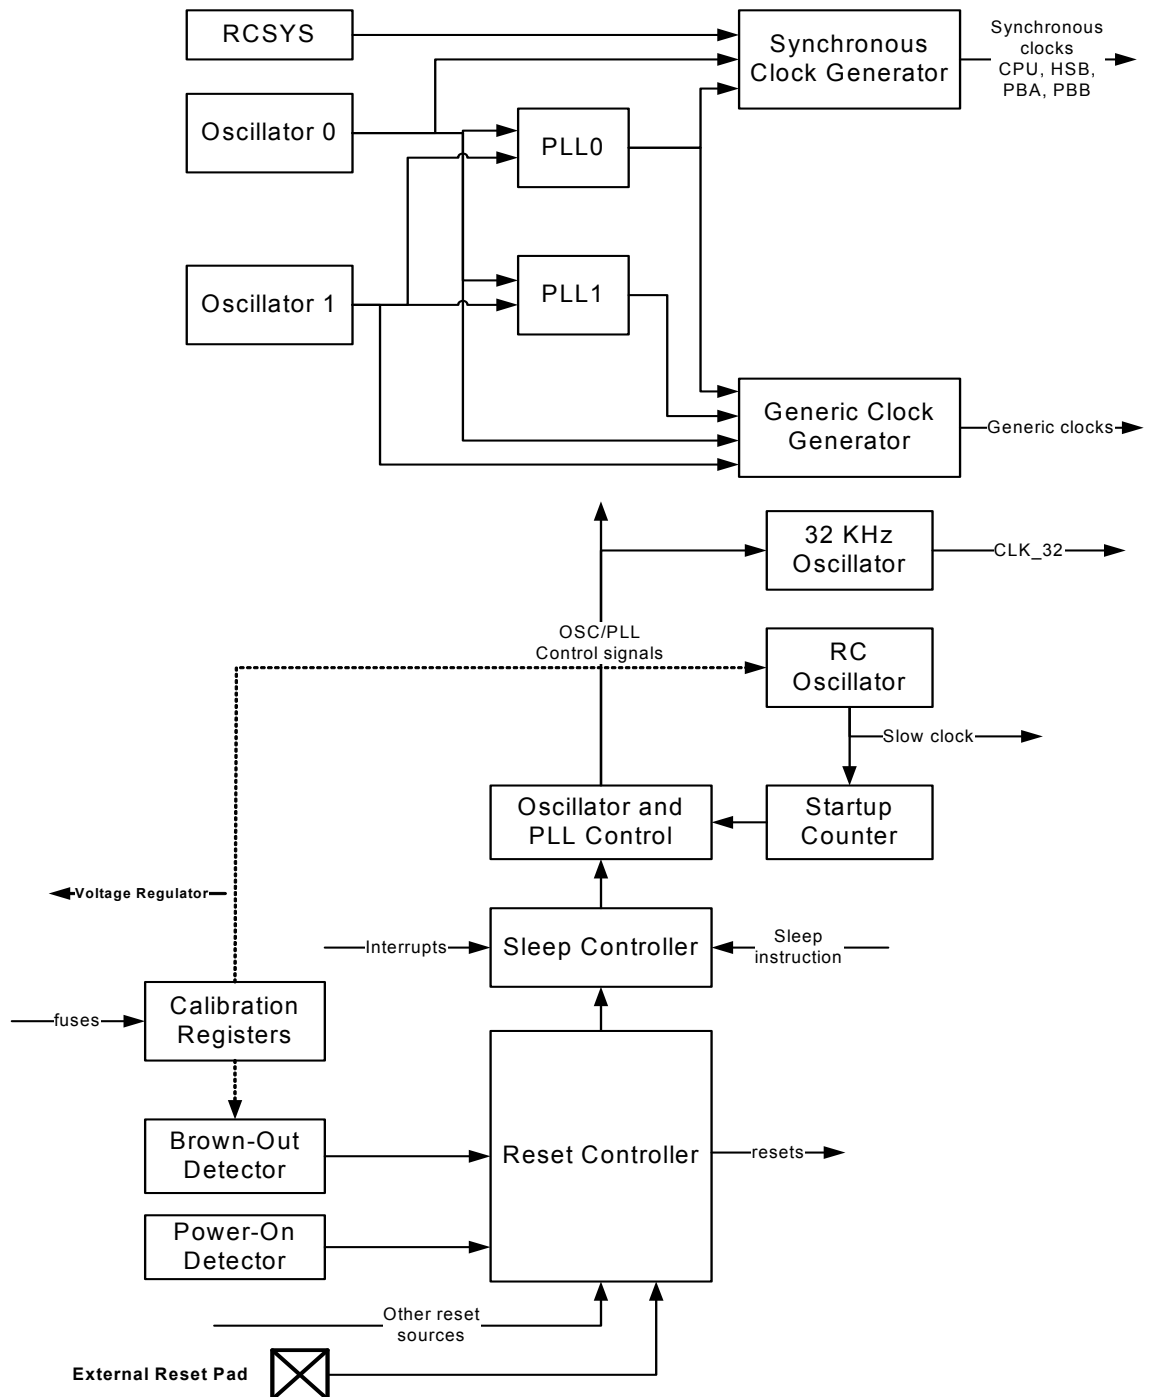 RCSYS
Synchronous
Clock Generator
Synchronous
clocks
CPU, HSB,
PBA, PBB
Oscillator 0
PLL0
Oscillator 1
PLL1
Generic Clock
Generator
Generic clocks
32 KHz
Oscillator
CLK_32
OSC/PLL
Control signals
RC
Oscillator
Slow clock
Oscillator and
PLL Control
Startup
Counter
Voltage Regulator
Interrupts
Sleep Controller
Sleep
instruction
fuses
Calibration
Registers
Brown-Out
Detector
Reset Controller
resets
Power-On
Detector
Other reset
sources
External Reset Pad